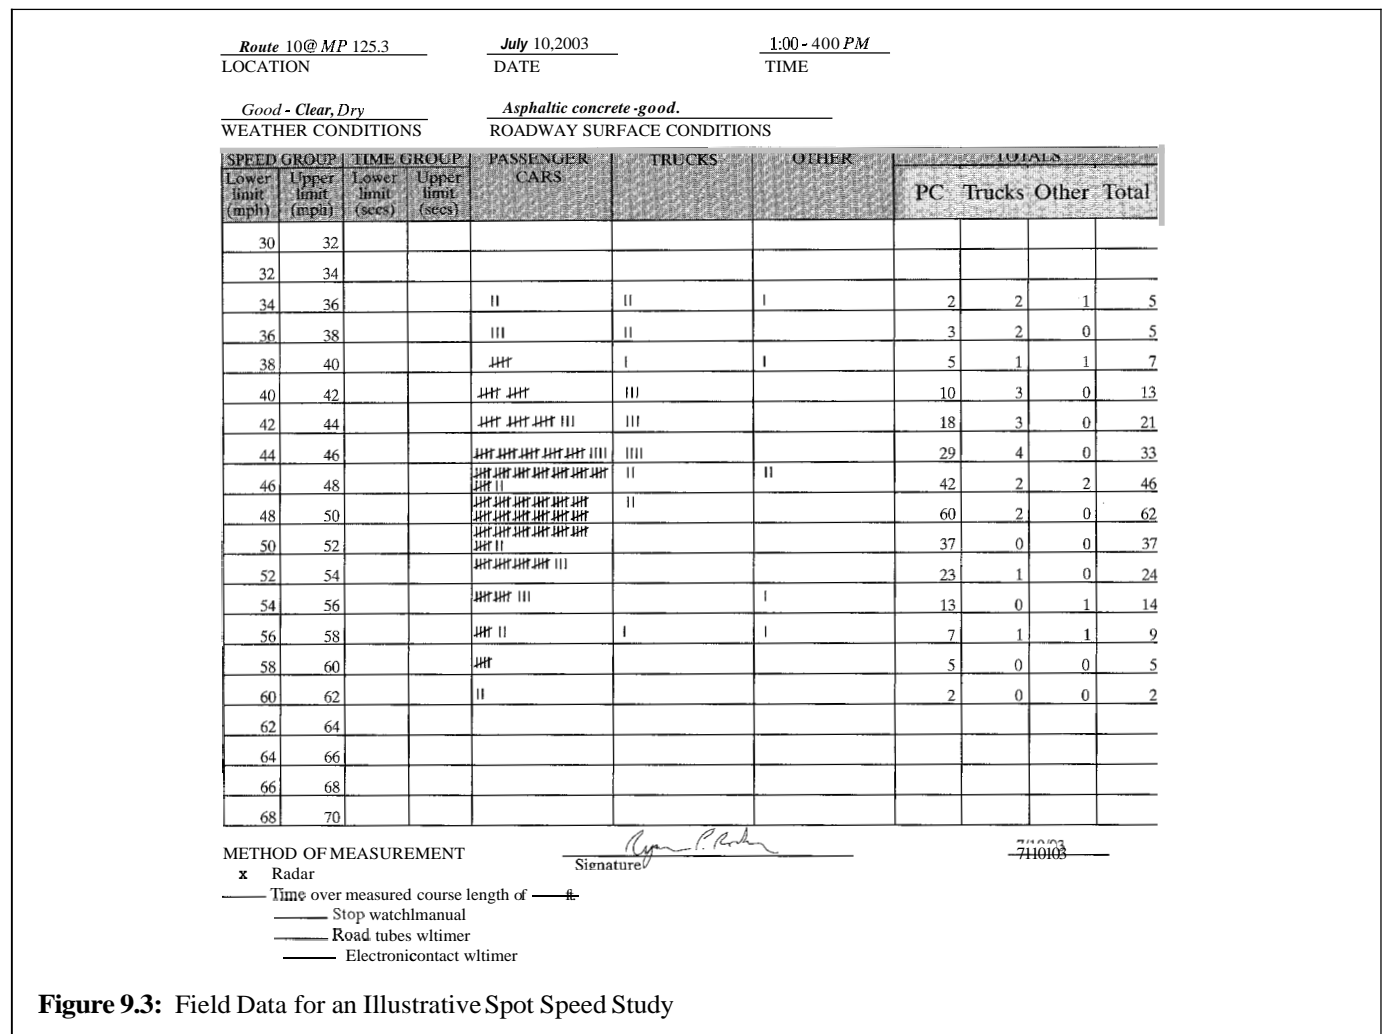 Route 10@ MP 125.3 July 10,2003 1:00 - 400 PM
LOCATION DATE TIME
Good - Clear, Dry Asphaltic concrete -good.
WEATHER CONDITIONS ROADWAY SURFACE CONDITIONS
SPEED GROUP TIME GROUP PASSENGER TRUCKS OTHER TOTALS
Lower Upper Lower Upper CARS
limit limit limit limit PC Trucks Other Total
(mph) (mph) (secs) (secs)
30 32
32 34
34 36 2 2 1 5
36 38 3 2 0 5
38 40 5 1 1 7
40 42 10 3 0 13
42 44 18 3 0 21
44 46 29 4 0 33
46 48 42 2 2 46
48 50 60 2 0 62
50 52 37 0 0 37
52 54 23 1 0 24
54 56 13 0 1 14
56 58 7 1 1 9
58 60 5 0 0 5
60 62 2 0 0 2
62 64
64 66
66 68
68 70
METHOD OF MEASUREMENT Signature 7110103
x Radar
Time over measured course length of ft.
Stop watchlmanual
Road tubes wltimer
Electronicontact wltimer
Figure 9.3: Field Data for an Illustrative Spot Speed Study